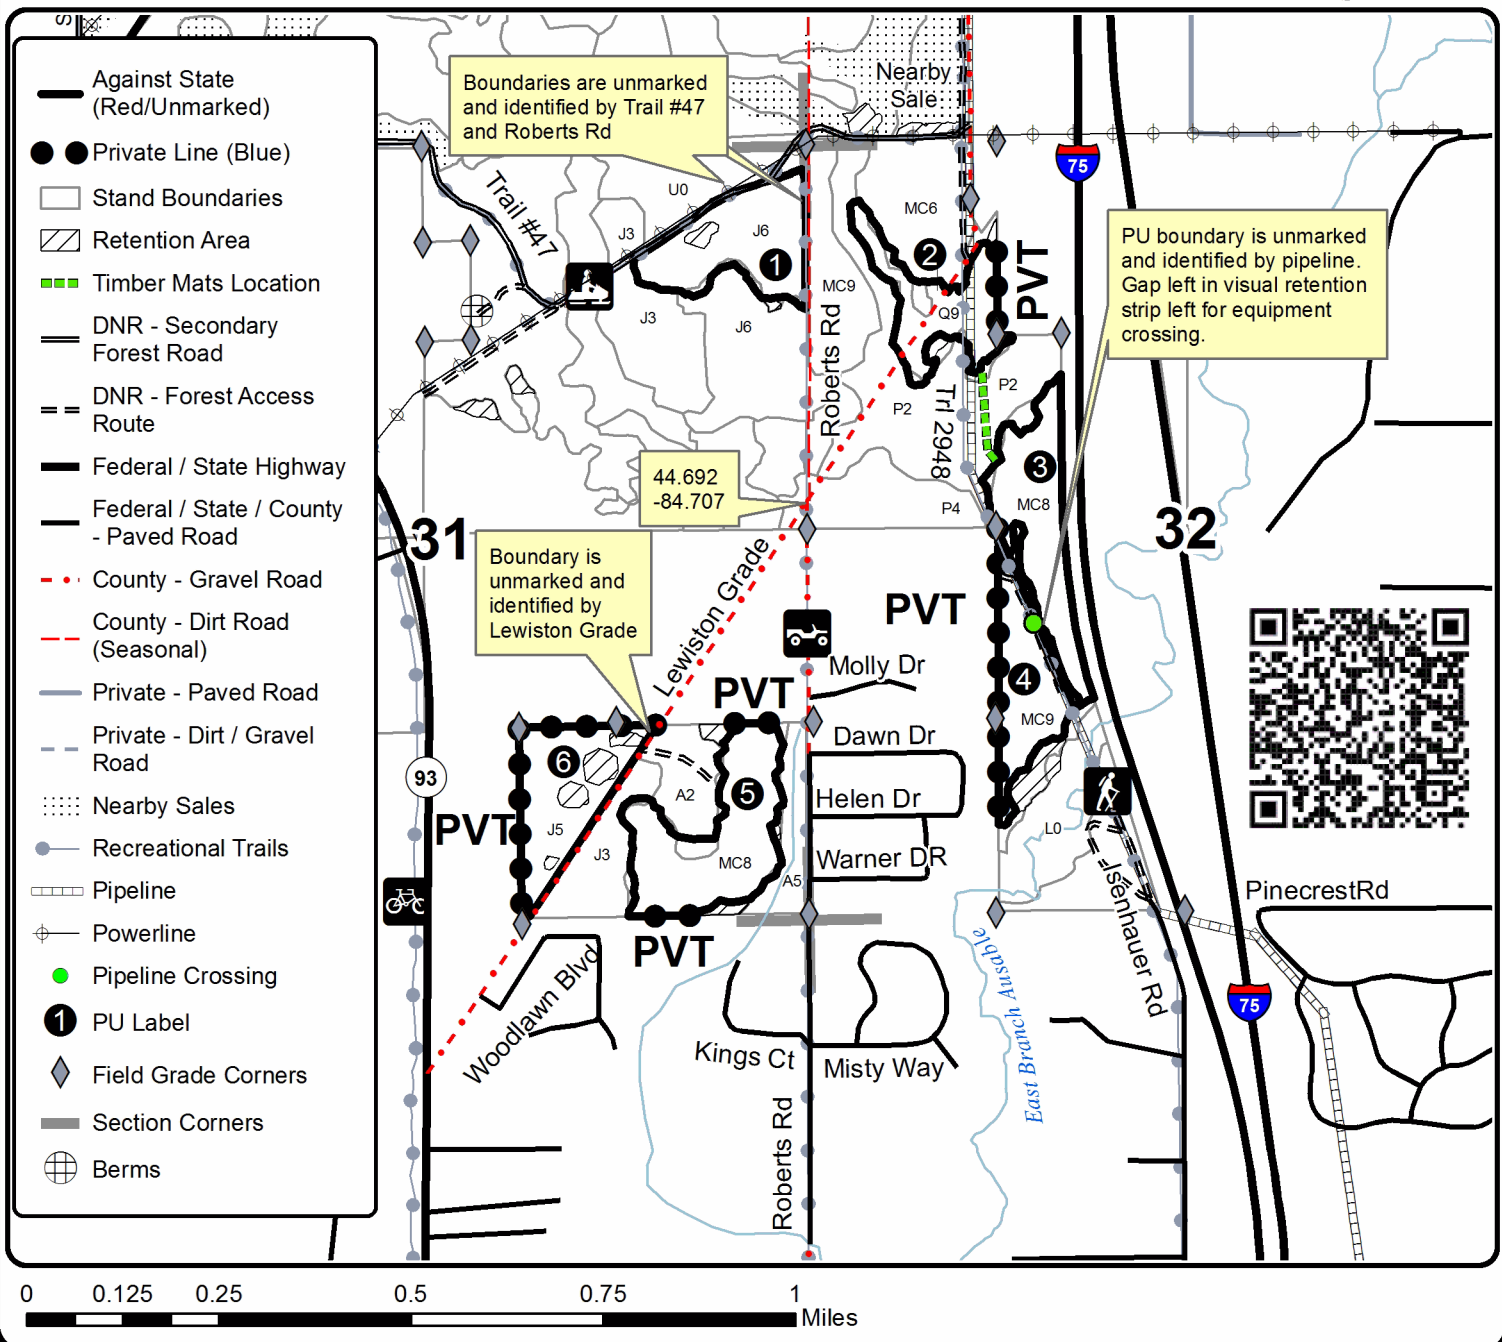 Against State
(Red/Unmarked)
Private Line (Blue)
Stand Boundaries
Retention Area
Timber Mats Location
DNR - Secondary
Forest Road
DNR - Forest Access
Route
Federal / State Highway
Federal / State / County
- Paved Road
County - Gravel Road
County - Dirt Road
(Seasonal)
Private - Paved Road
Private - Dirt / Gravel
Road
Nearby Sales
Recreational Trails
Pipeline
Powerline
Pipeline Crossing
1 PU Label
Field Grade Corners
Section Corners
Berms
Boundaries are unmarked
and identified by Trail #47
and Roberts Rd
Nearby
Sale
75
PU boundary is unmarked
and identified by pipeline.
Gap left in visual retention
strip left for equipment
crossing.
Trail #47
U0
J3
J6
1
J3
J6
MC9
Roberts Rd
MC6
2
Q9
PVT
P2
P2
Trl 2948
3
MC8
P4
44.692
-84.707
31
32
Boundary is
unmarked and
identified by
Lewiston Grade
Lewiston Grade
PVT
Molly Dr
4
MC9
PVT
Dawn Dr
6
A2
5
Helen Dr
93
PVT
J5
J3
MC8
A5
Warner DR
L0
Isenhauer Rd
PinecrestRd
PVT
Woodlawn Blvd
East Branch Ausable
75
Kings Ct
Misty Way
Roberts Rd
0
0.125
0.25
0.5
0.75
1
Miles